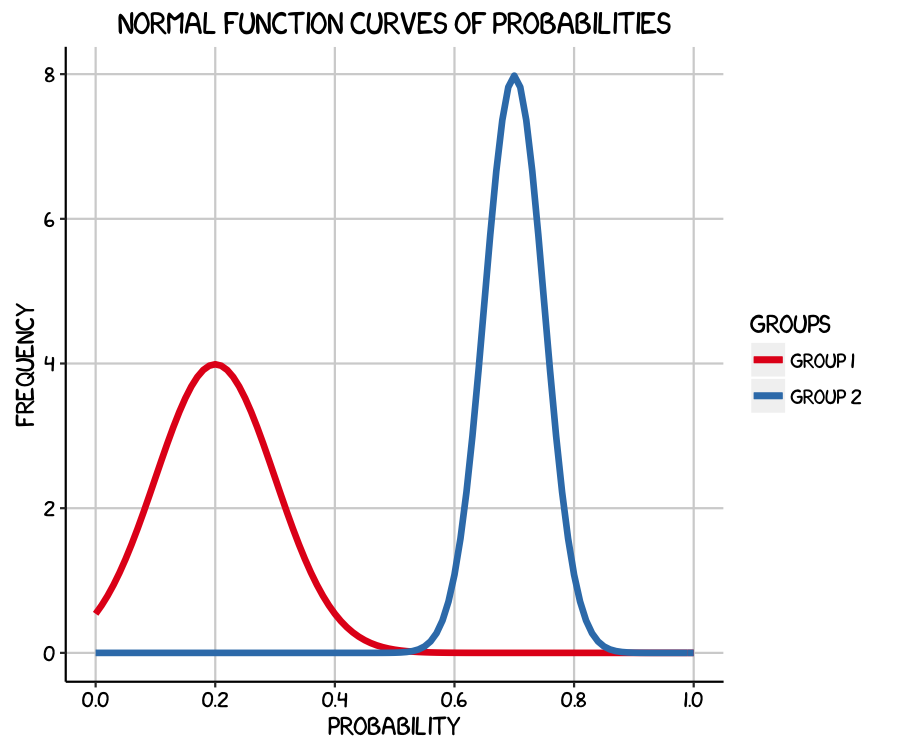 NORMAL FUNCTION CURVES OF PROBABILITIES
8
6
4
2
0
FREQUENCY
0.0 0.2 0.4 0.6 0.8 1.0
PROBABILITY
GROUPS
GROUP 1
GROUP 2